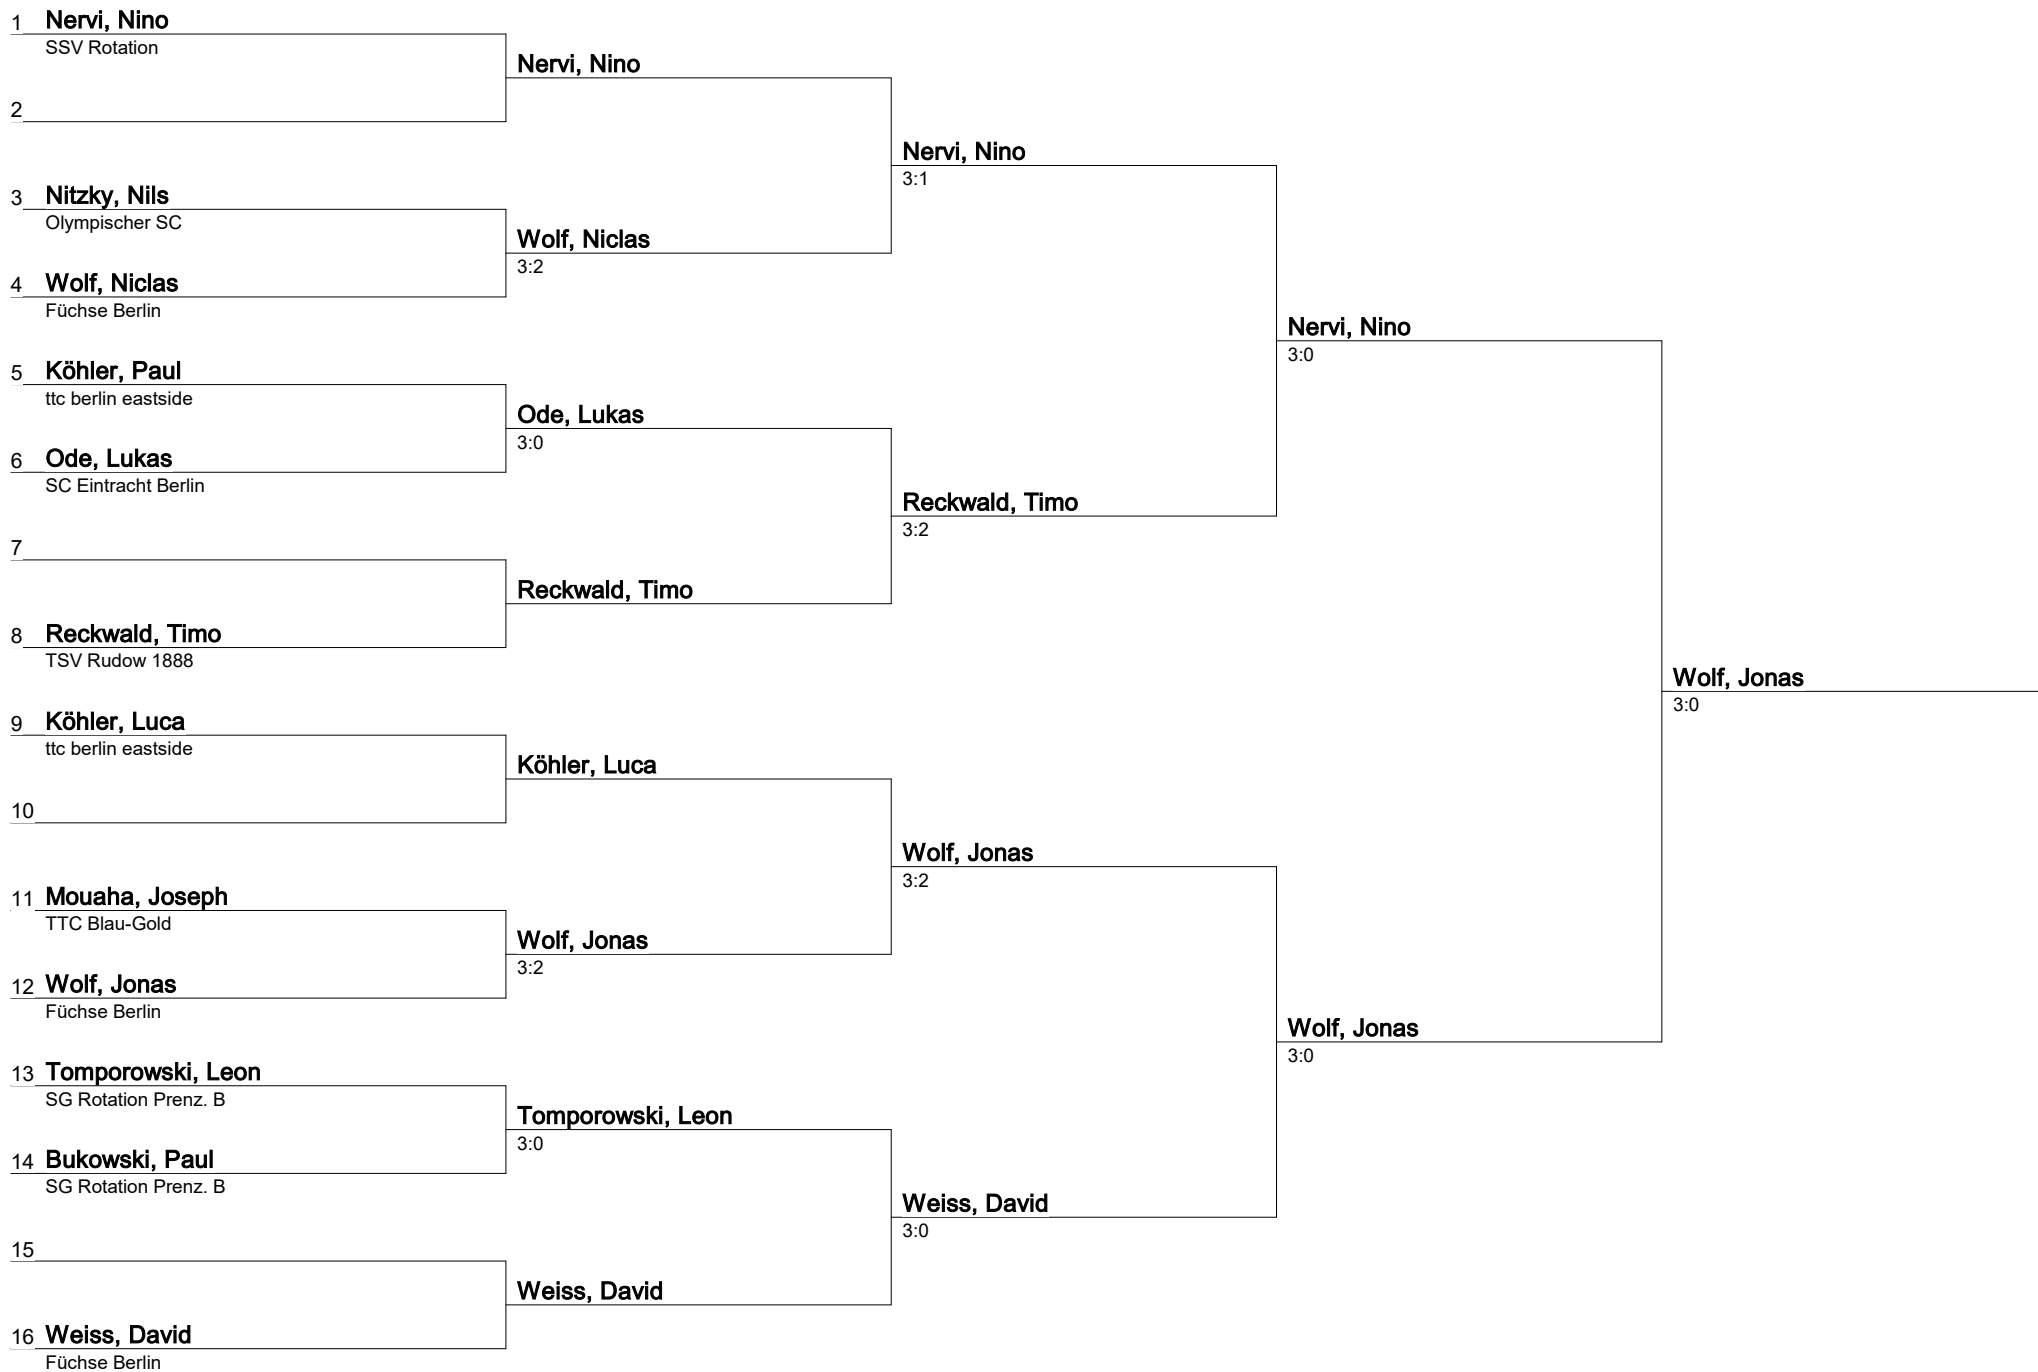 1 Nervi, Nino
SSV Rotation
Nervi, Nino
2
Nervi, Nino
3:1
3 Nitzky, Nils
Olympischer SC
Wolf, Niclas
3:2
4 Wolf, Niclas
Füchse Berlin
Nervi, Nino
3:0
5 Köhler, Paul
ttc berlin eastside
Ode, Lukas
3:0
6 Ode, Lukas
SC Eintracht Berlin
Reckwald, Timo
3:2
7
Reckwald, Timo
8 Reckwald, Timo
TSV Rudow 1888
Wolf, Jonas
3:0
9 Köhler, Luca
ttc berlin eastside
Köhler, Luca
10
Wolf, Jonas
3:2
11 Mouaha, Joseph
TTC Blau-Gold
Wolf, Jonas
3:2
12 Wolf, Jonas
Füchse Berlin
Wolf, Jonas
3:0
13 Tomporowski, Leon
SG Rotation Prenz. B
Tomporowski, Leon
3:0
14 Bukowski, Paul
SG Rotation Prenz. B
Weiss, David
3:0
15
Weiss, David
16 Weiss, David
Füchse Berlin